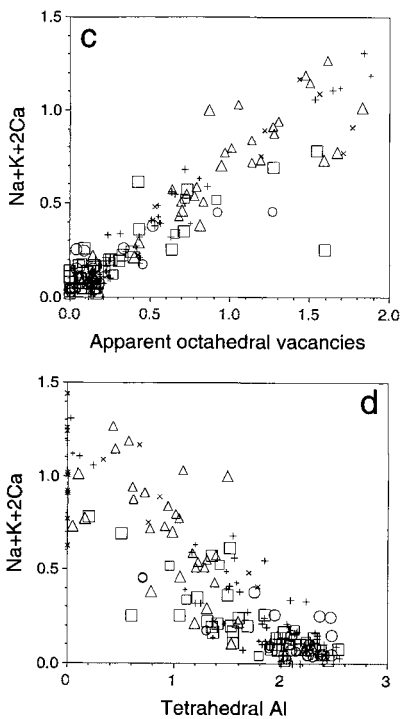 c
1.5
1.0
0.5
0.0
Na+K+2Ca
0.0 0.5 1.0 1.5 2.0
Apparent octahedral vacancies
d
1.5
1.0
0.5
0.0
Na+K+2Ca
0 1 2 3
Tetrahedral Al